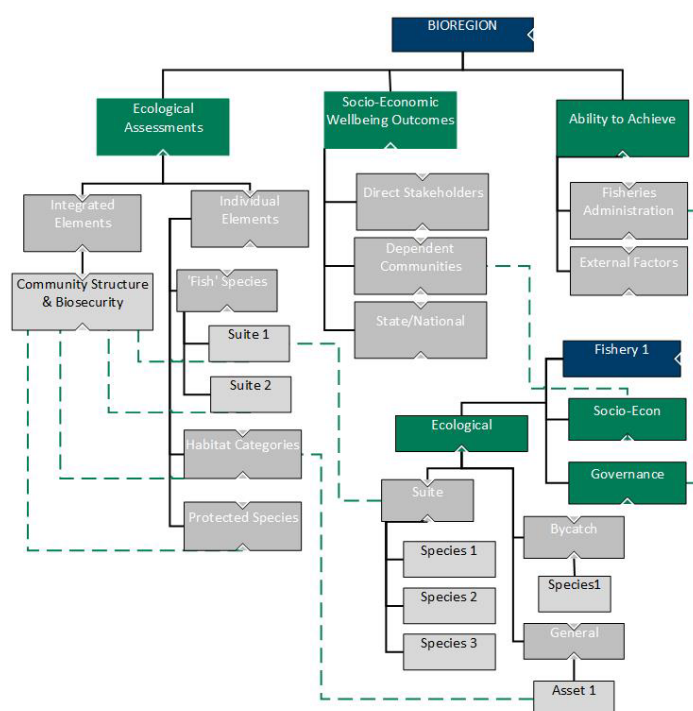 BIOREGION
Ecological
Assessments
Socio-Economic
Wellbeing Outcomes
Ability to Achieve
Integrated
Elements
Individual
Elements
Direct Stakeholders
Fisheries
Administration
Community Structure
& Biosecurity
'Fish' Species
Dependent
Communities
External Factors
Suite 1
State/National
Fishery 1
Suite 2
Ecological
Socio-Econ
Habitat Categories
Governance
Suite
Protected Species
Bycatch
Species 1
Species1
Species 2
General
Species 3
Asset 1